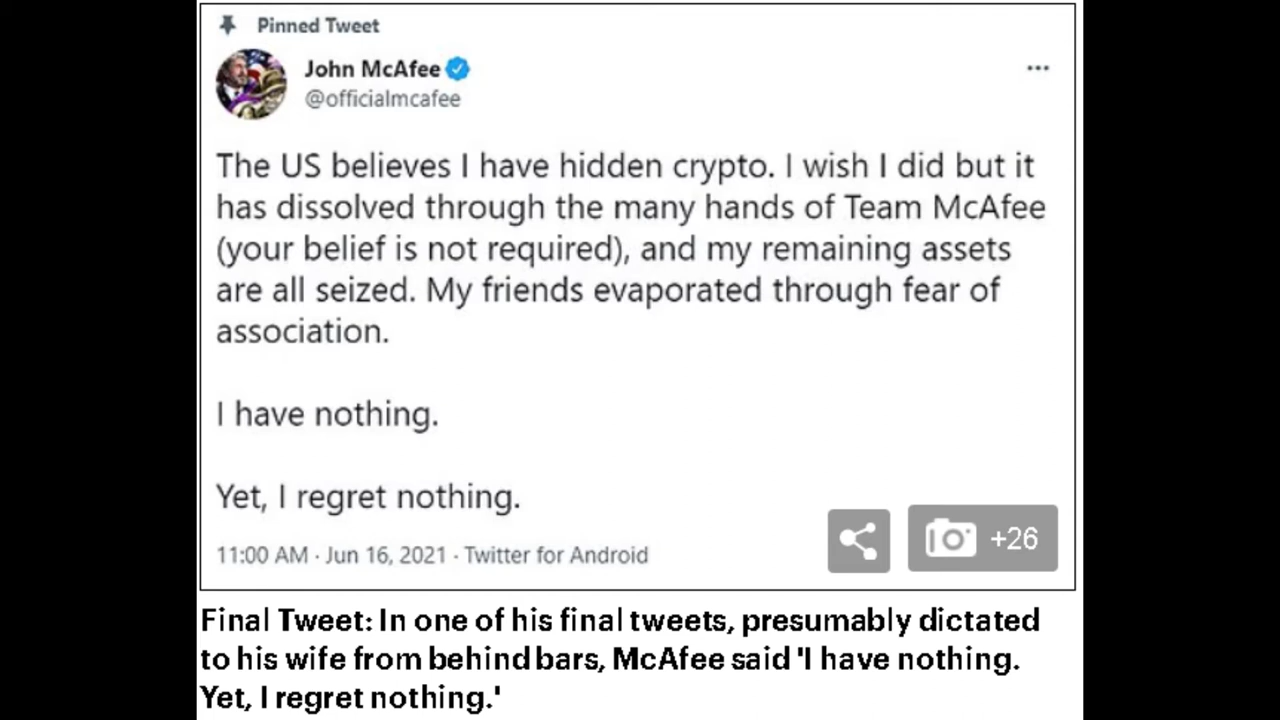 Pinned Tweet
John McAfee
@officialmcafee
The US believes I have hidden crypto. I wish I did but it
has dissolved through the many hands of Team McAfee
(your belief is not required), and my remaining assets
are all seized. My friends evaporated through fear of
association.
I have nothing.
Yet, I regret nothing.
11:00 AM · Jun 16, 2021 · Twitter for Android
+26
Final Tweet: In one of his final tweets, presumably dictated
to his wife from behind bars, McAfee said 'I have nothing.
Yet, I regret nothing.'